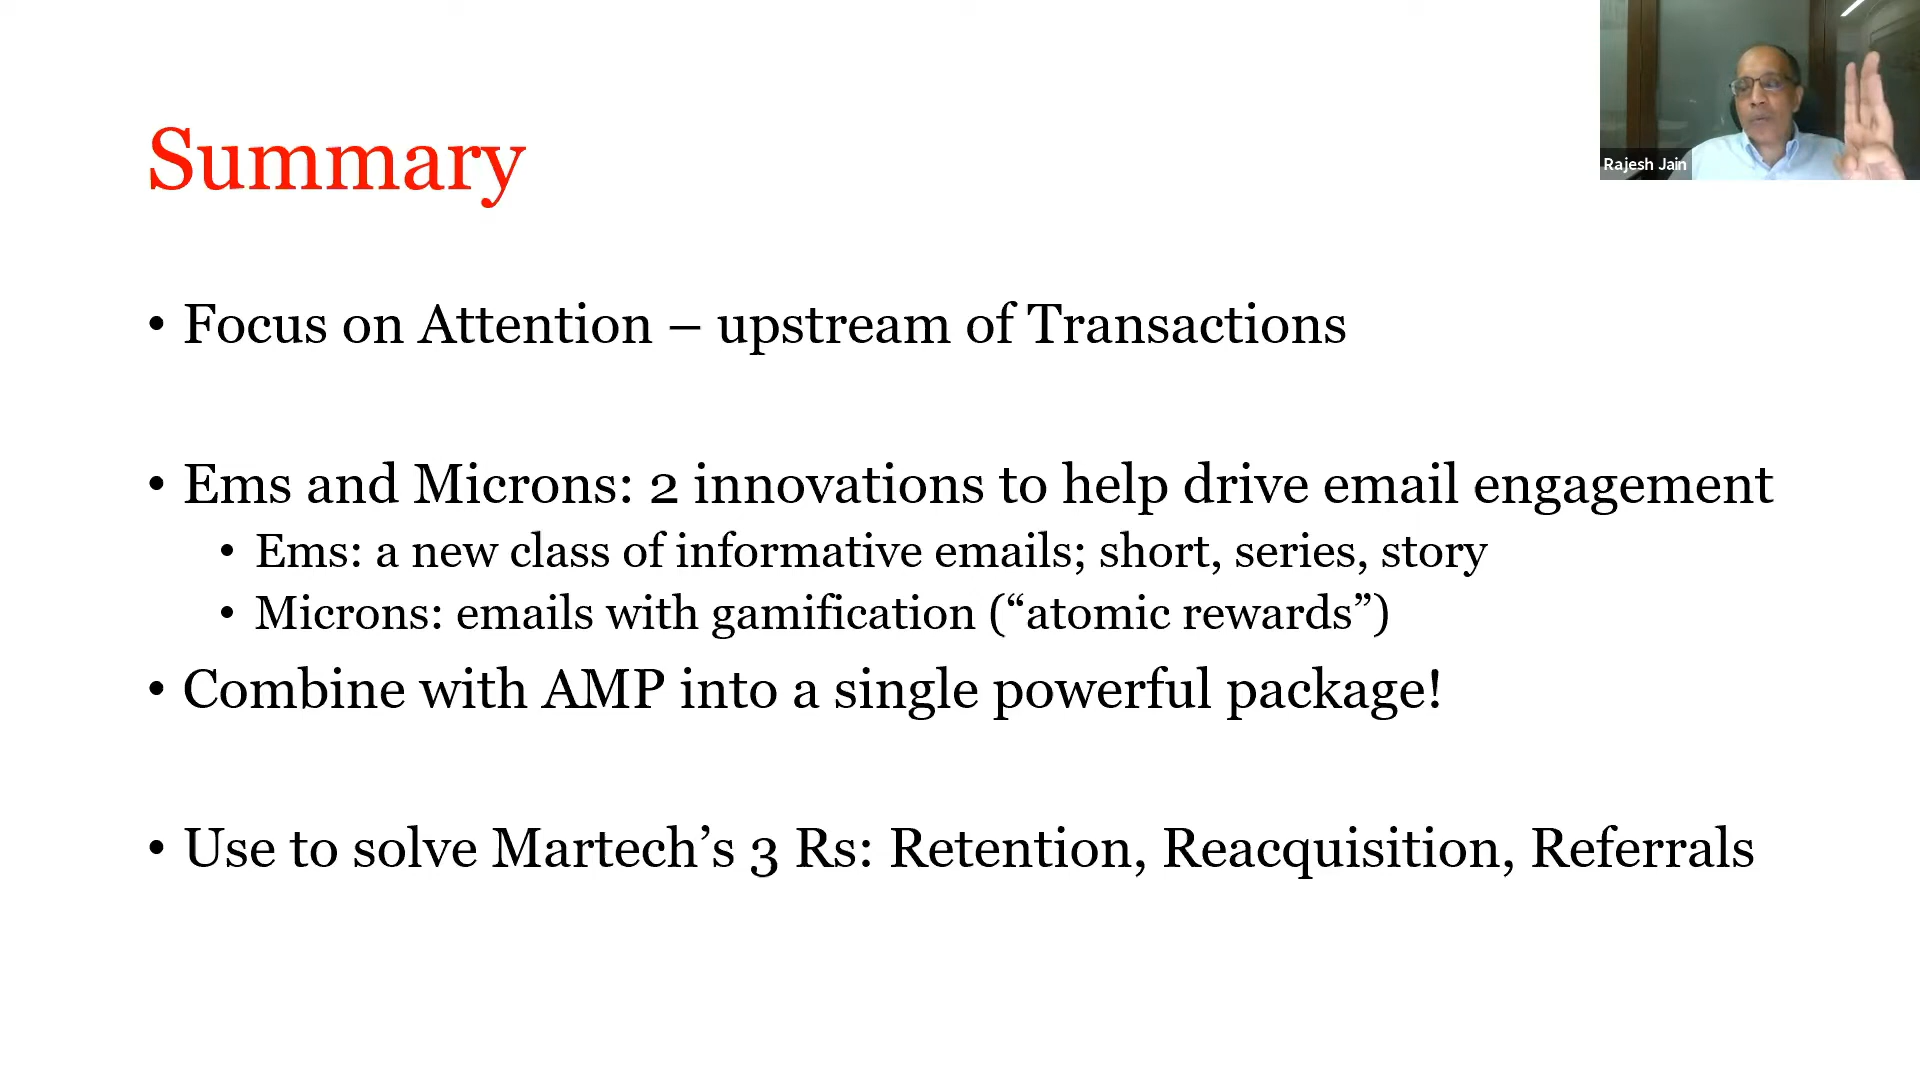 Rajesh Jain
Summary
• Focus on Attention – upstream of Transactions
• Ems and Microns: 2 innovations to help drive email engagement
• Ems: a new class of informative emails; short, series, story
• Microns: emails with gamification (“atomic rewards”)
• Combine with AMP into a single powerful package!
• Use to solve Martech’s 3 Rs: Retention, Reacquisition, Referrals